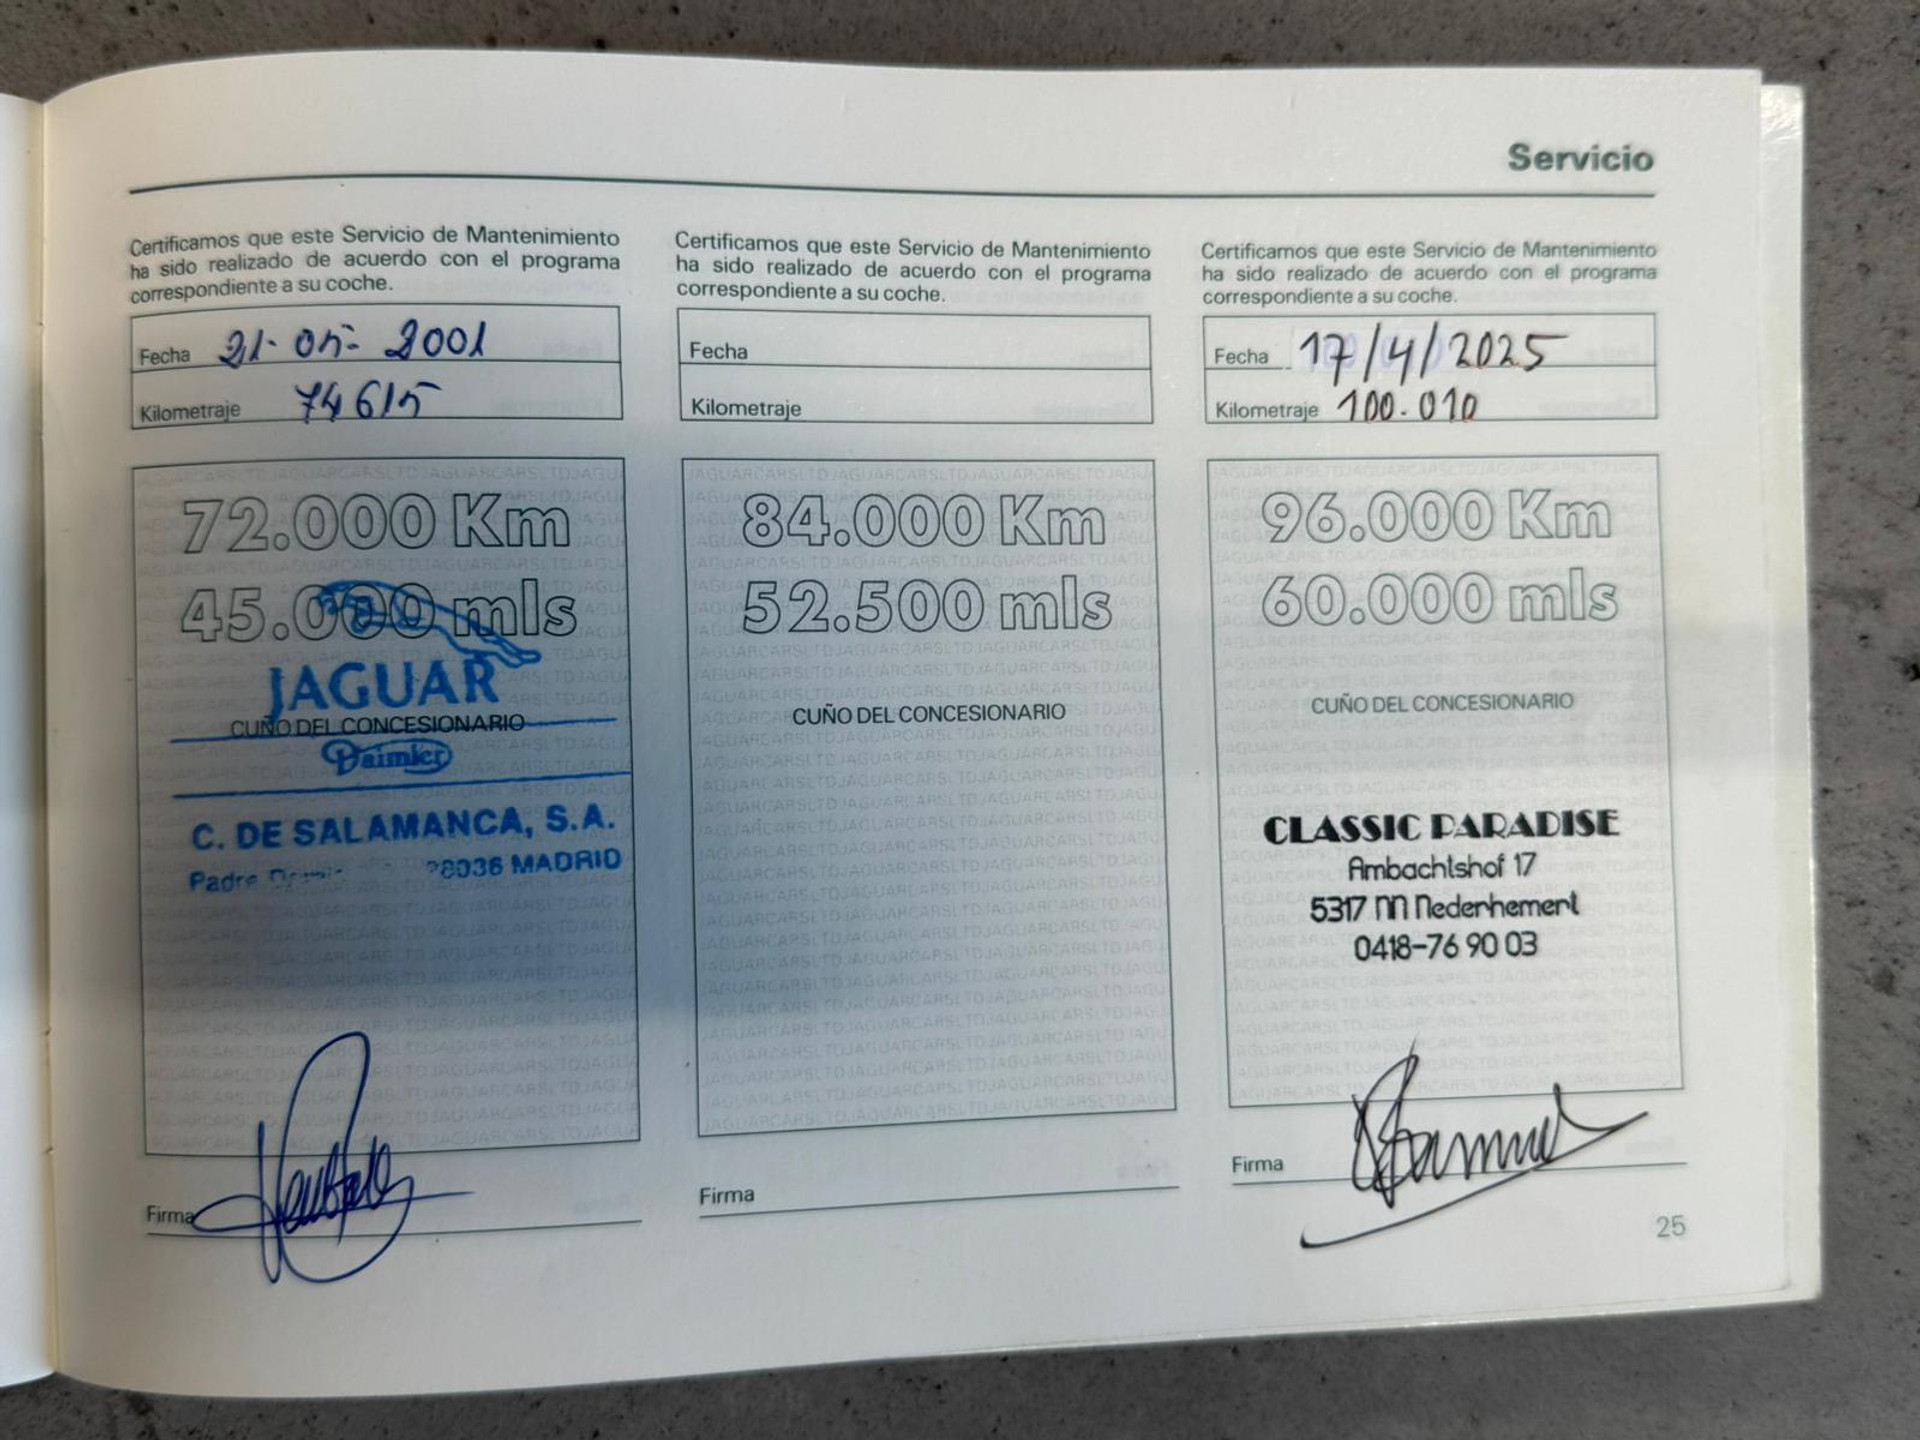 Servicio
Certificamos que este Servicio de Mantenimiento
ha sido realizado de acuerdo con el programa
correspondiente a su coche.
Fecha 21-05-2001
Kilometraje 74615
72.000 Km
45.000 mls
JAGUAR
CUÑO DEL CONCESIONARIO
Daimler
C. DE SALAMANCA, S.A.
Padre 28036 MADRID
Firma
Certificamos que este Servicio de Mantenimiento
ha sido realizado de acuerdo con el programa
correspondiente a su coche.
Fecha
Kilometraje
84.000 Km
52.500 mls
CUÑO DEL CONCESIONARIO
Firma
Certificamos que este Servicio de Mantenimiento
ha sido realizado de acuerdo con el programa
correspondiente a su coche.
Fecha 17/4/2025
Kilometraje 100.010
96.000 Km
60.000 mls
CUÑO DEL CONCESIONARIO
CLASSIC PARADISE
Ambachtshof 17
5317 NN Nederhemert
0418-76 90 03
Firma
25